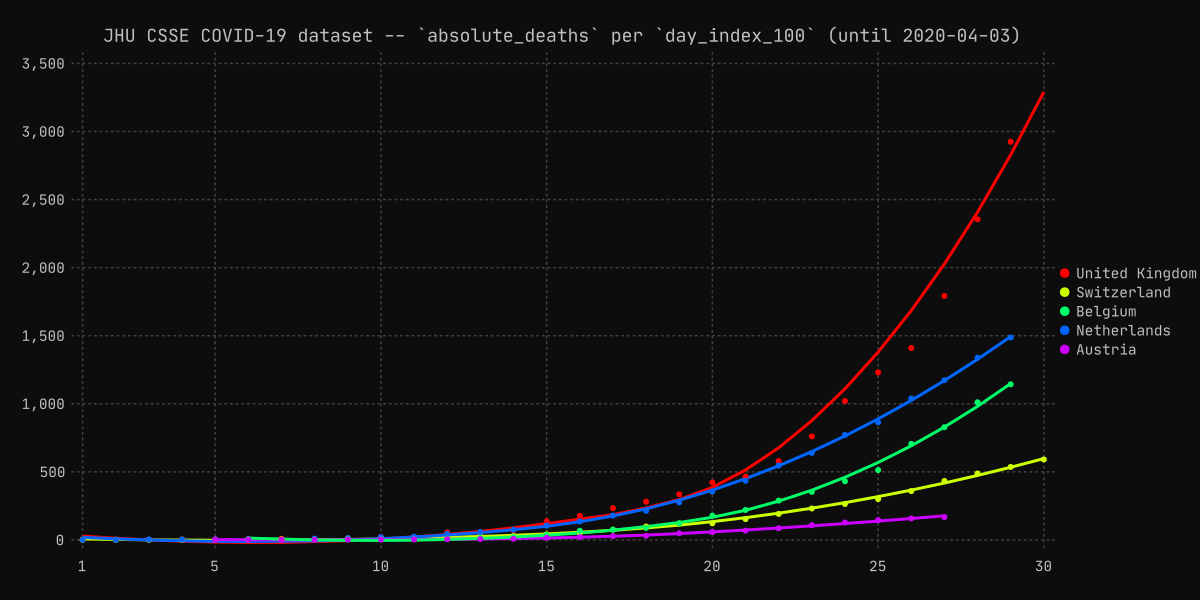 JHU CSSE COVID-19 dataset -- `absolute_deaths` per `day_index_100` (until 2020-04-03)
3,500
3,000
2,500
2,000
1,500
1,000
500
0
1 5 10 15 20 25 30
United Kingdom
Switzerland
Belgium
Netherlands
Austria